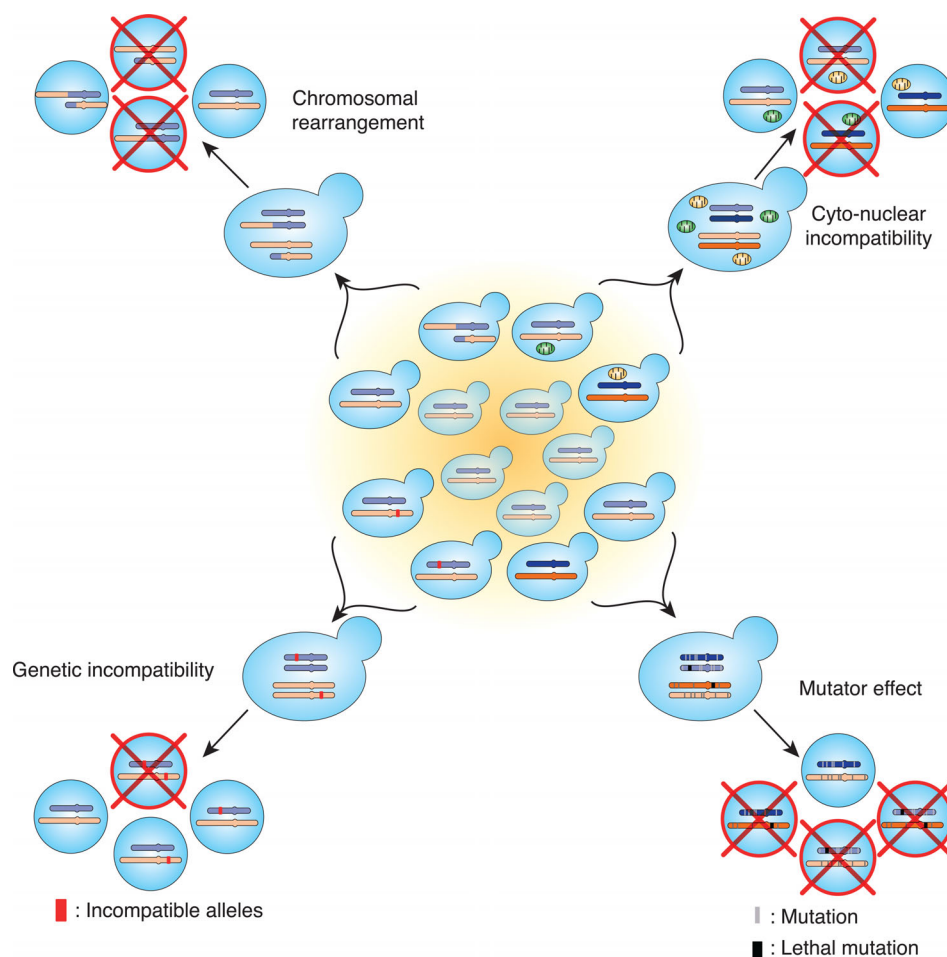 Chromosomal
rearrangement
Cyto-nuclear
incompatibility
Genetic incompatibility
Mutator effect
: Incompatible alleles
: Mutation
: Lethal mutation